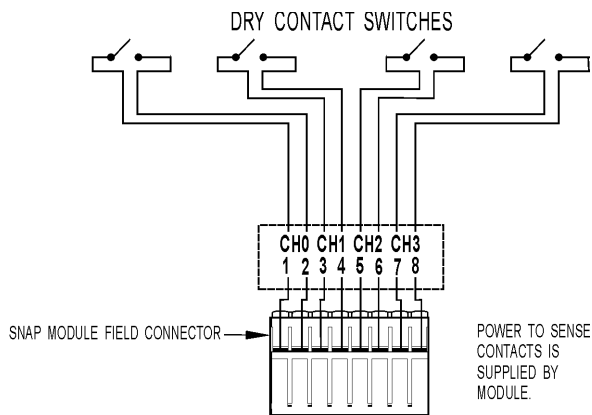 DRY CONTACT SWITCHES
CH0 CH1 CH2 CH3
1 2 3 4 5 6 7 8
SNAP MODULE FIELD CONNECTOR
POWER TO SENSE
CONTACTS IS
SUPPLIED BY
MODULE.